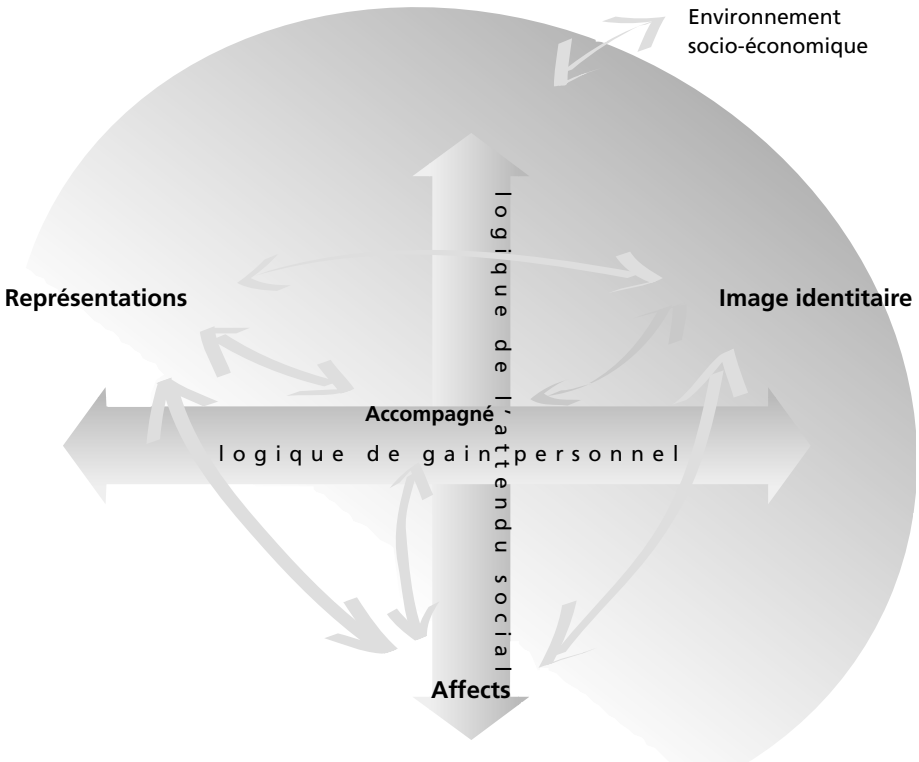 Environnement
socio-économique
Représentations
Image identitaire
Accompagné
logique de gain personnel
logique de l'attendu social
Affects